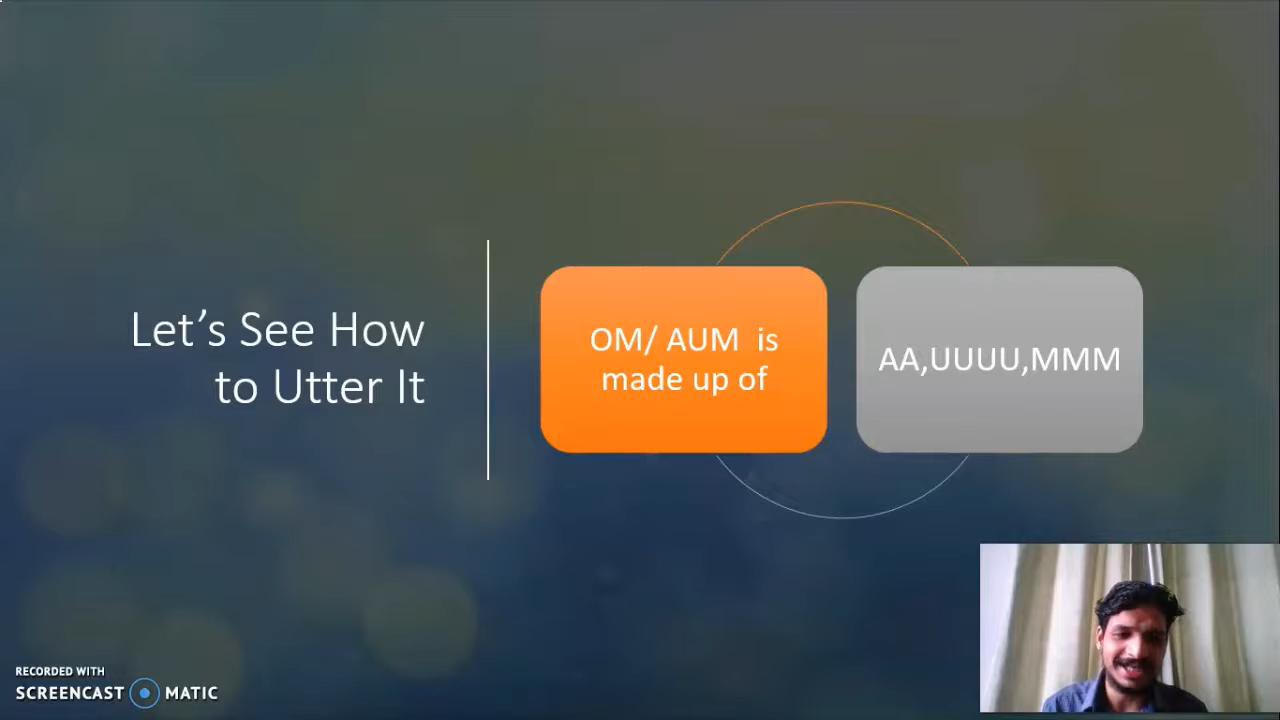 Let's See How
to Utter It
OM/ AUM is
made up of
AA,UUUU,MMM
RECORDED WITH
SCREENCAST MATIC